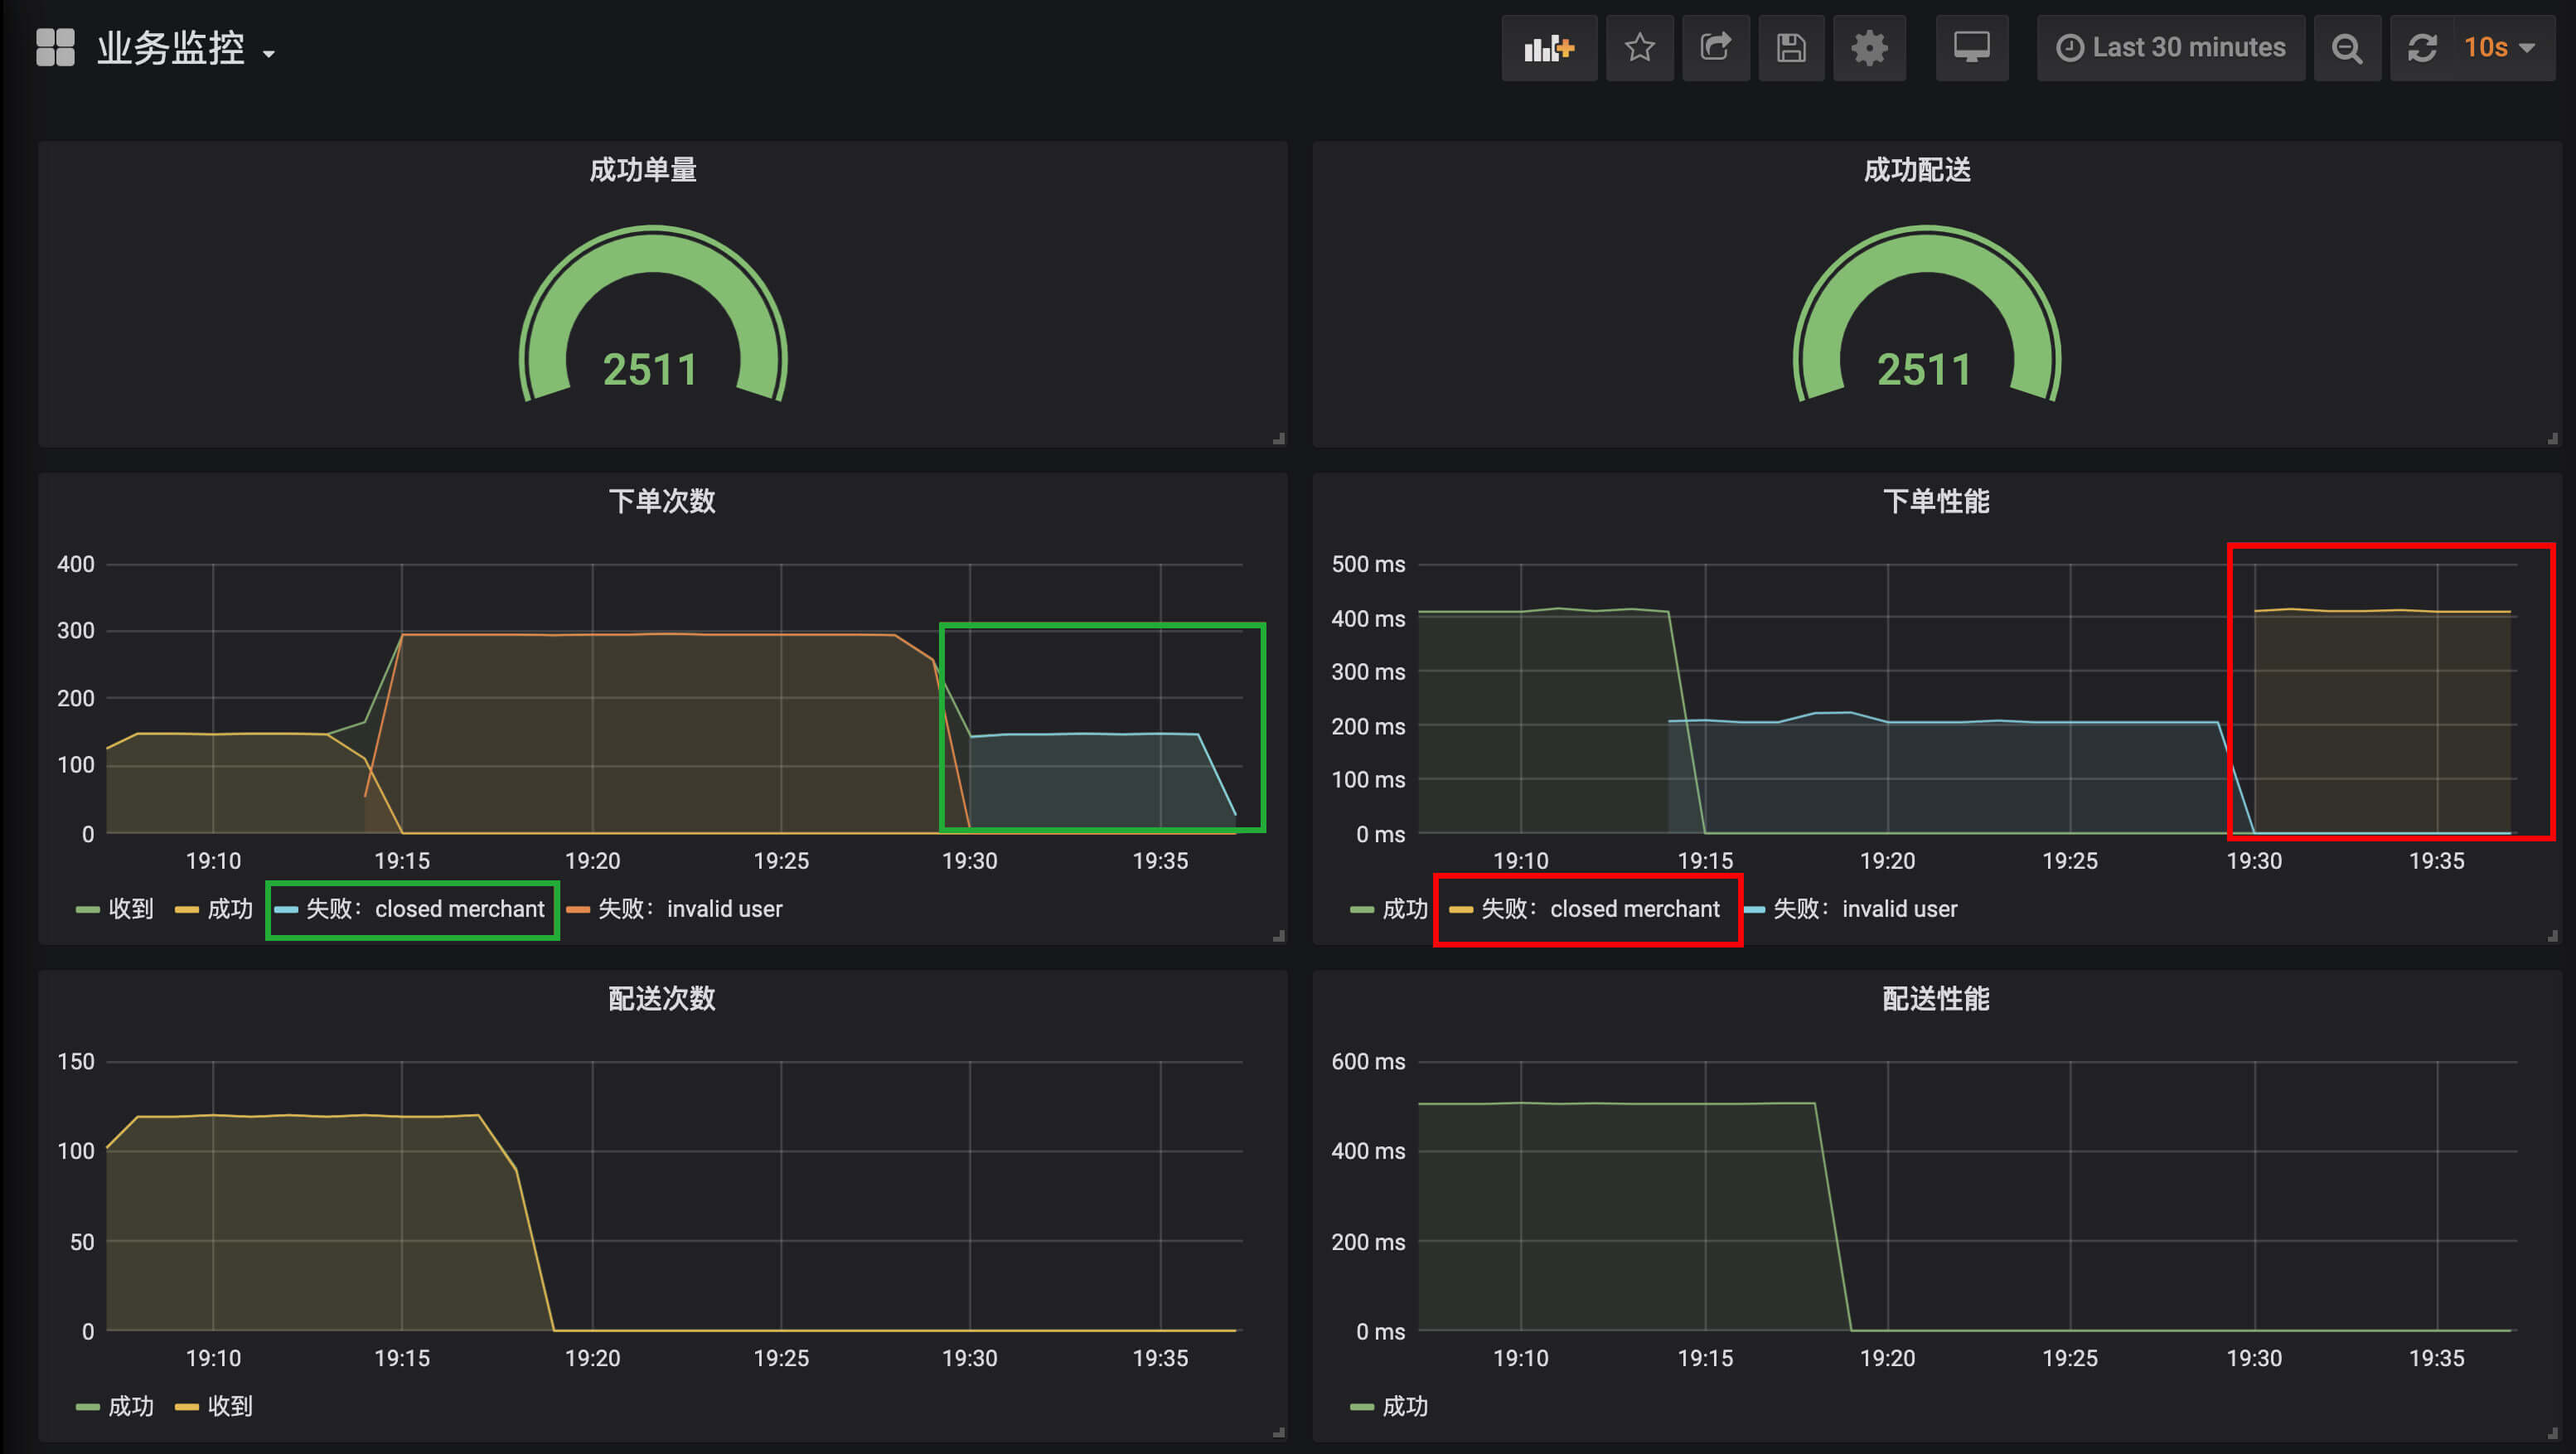 业务监控
Last 30 minutes
10s
成功单量
2511
成功配送
2511
下单次数
400
300
200
100
0
19:10 19:15 19:20 19:25 19:30 19:35
收到 成功 失败：closed merchant 失败：invalid user
下单性能
500 ms
400 ms
300 ms
200 ms
100 ms
0 ms
19:10 19:15 19:20 19:25 19:30 19:35
成功 失败：closed merchant 失败：invalid user
配送次数
150
100
50
0
19:10 19:15 19:20 19:25 19:30 19:35
成功 收到
配送性能
600 ms
400 ms
200 ms
0 ms
19:10 19:15 19:20 19:25 19:30 19:35
成功